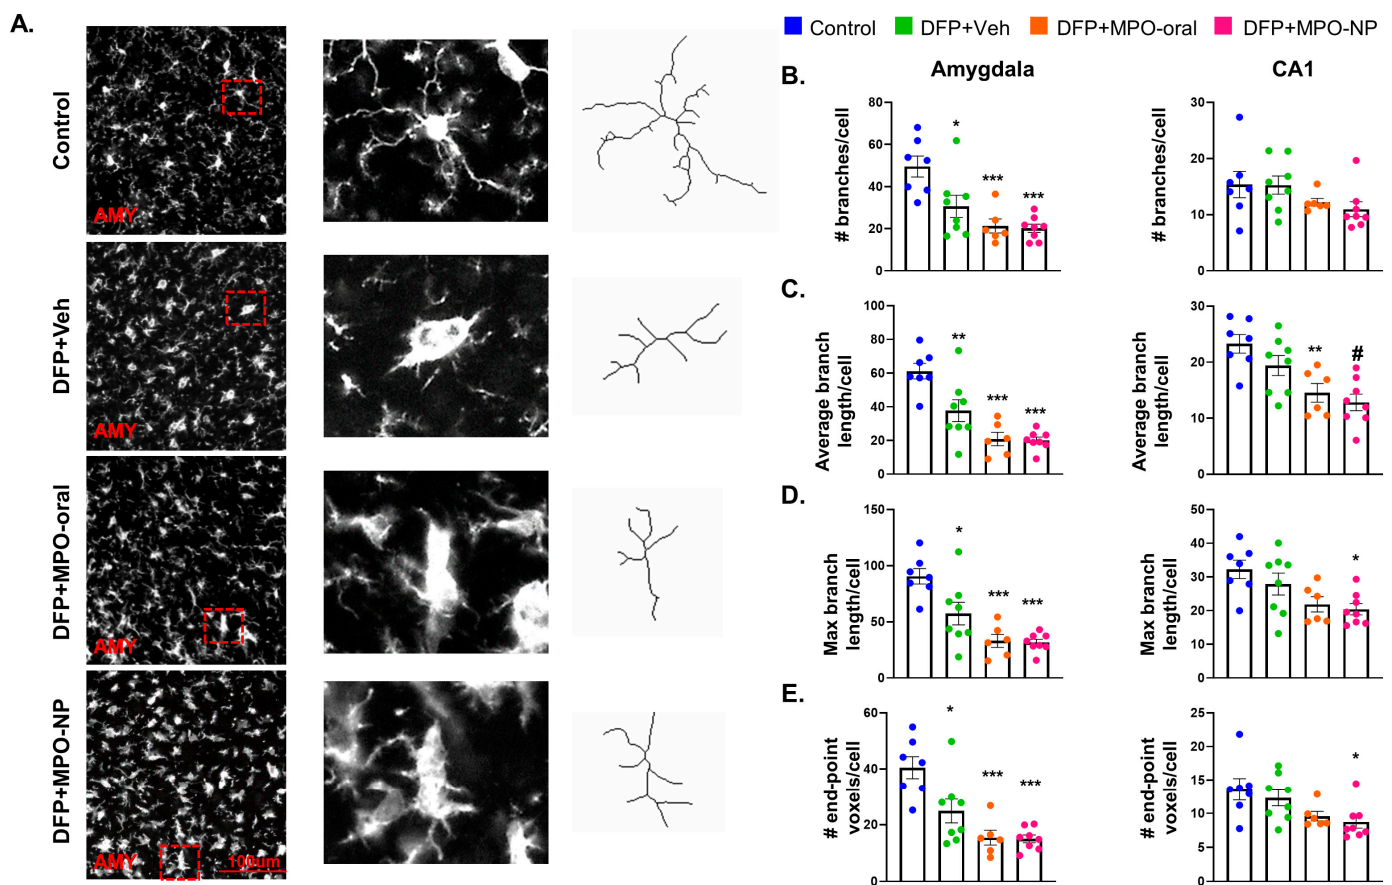 A.
Control
DFP+Veh
DFP+MPO-oral
DFP+MPO-NP
AMY
AMY
AMY
AMY
100um
Control DFP+Veh DFP+MPO-oral DFP+MPO-NP
B.
Amygdala
CA1
# branches/cell
80
60
40
20
0
*
***
***
# branches/cell
30
20
10
0
C.
Average branch
length/cell
100
80
60
40
20
0
**
***
***
Average branch
length/cell
30
20
10
0
**
#
D.
Max branch
length/cell
150
100
50
0
*
***
***
Max branch
length/cell
50
40
30
20
10
0
*
E.
# end-point
voxels/cell
60
40
20
0
*
***
***
# end-point
voxels/cell
25
20
15
10
5
0
*